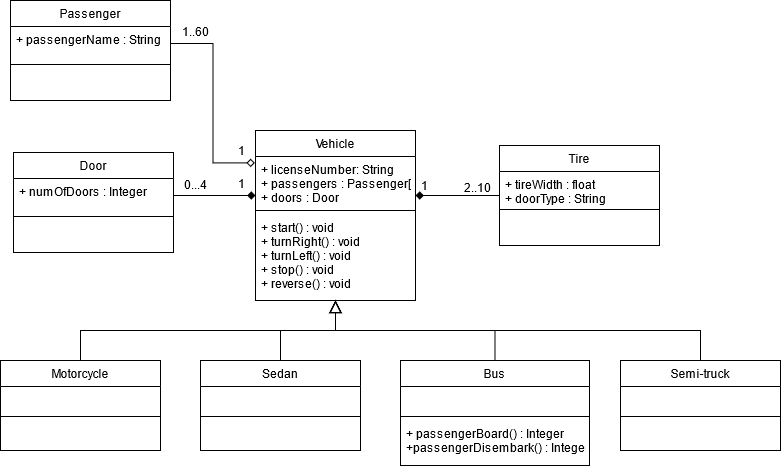 Passenger
+ passengerName : String
1..60
1
Vehicle
+ licenseNumber: String
+ passengers : Passenger[
+ doors : Door
+ start() : void
+ turnRight() : void
+ turnLeft() : void
+ stop() : void
+ reverse() : void
Door
+ numOfDoors : Integer
0...4
1
1
2..10
Tire
+ tireWidth : float
+ doorType : String
Motorcycle
Sedan
Bus
+ passengerBoard() : Integer
+passengerDisembark() : Intege
Semi-truck